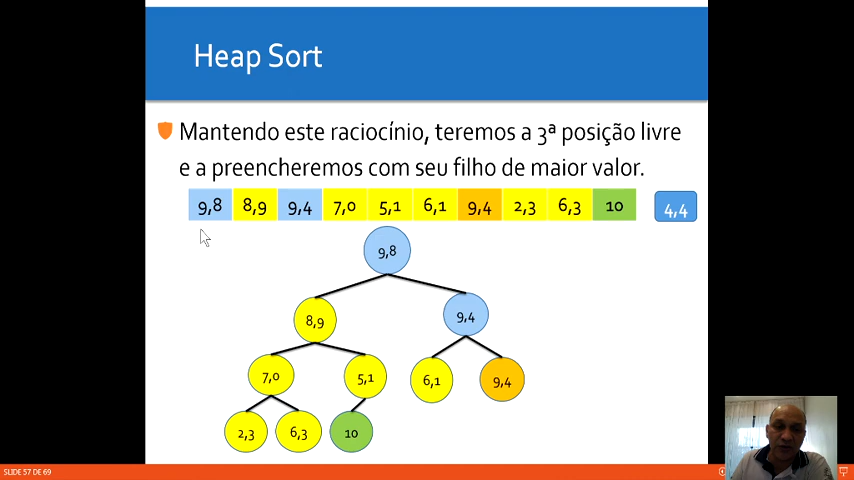 Heap Sort
Mantendo este raciocínio, teremos a 3ª posição livre
e a preencheremos com seu filho de maior valor.
9,8 8,9 9,4 7,0 5,1 6,1 9,4 2,3 6,3 10 4,4
9,8
8,9 9,4
7,0 5,1 6,1 9,4
2,3 6,3 10
SLIDE 57 DE 69